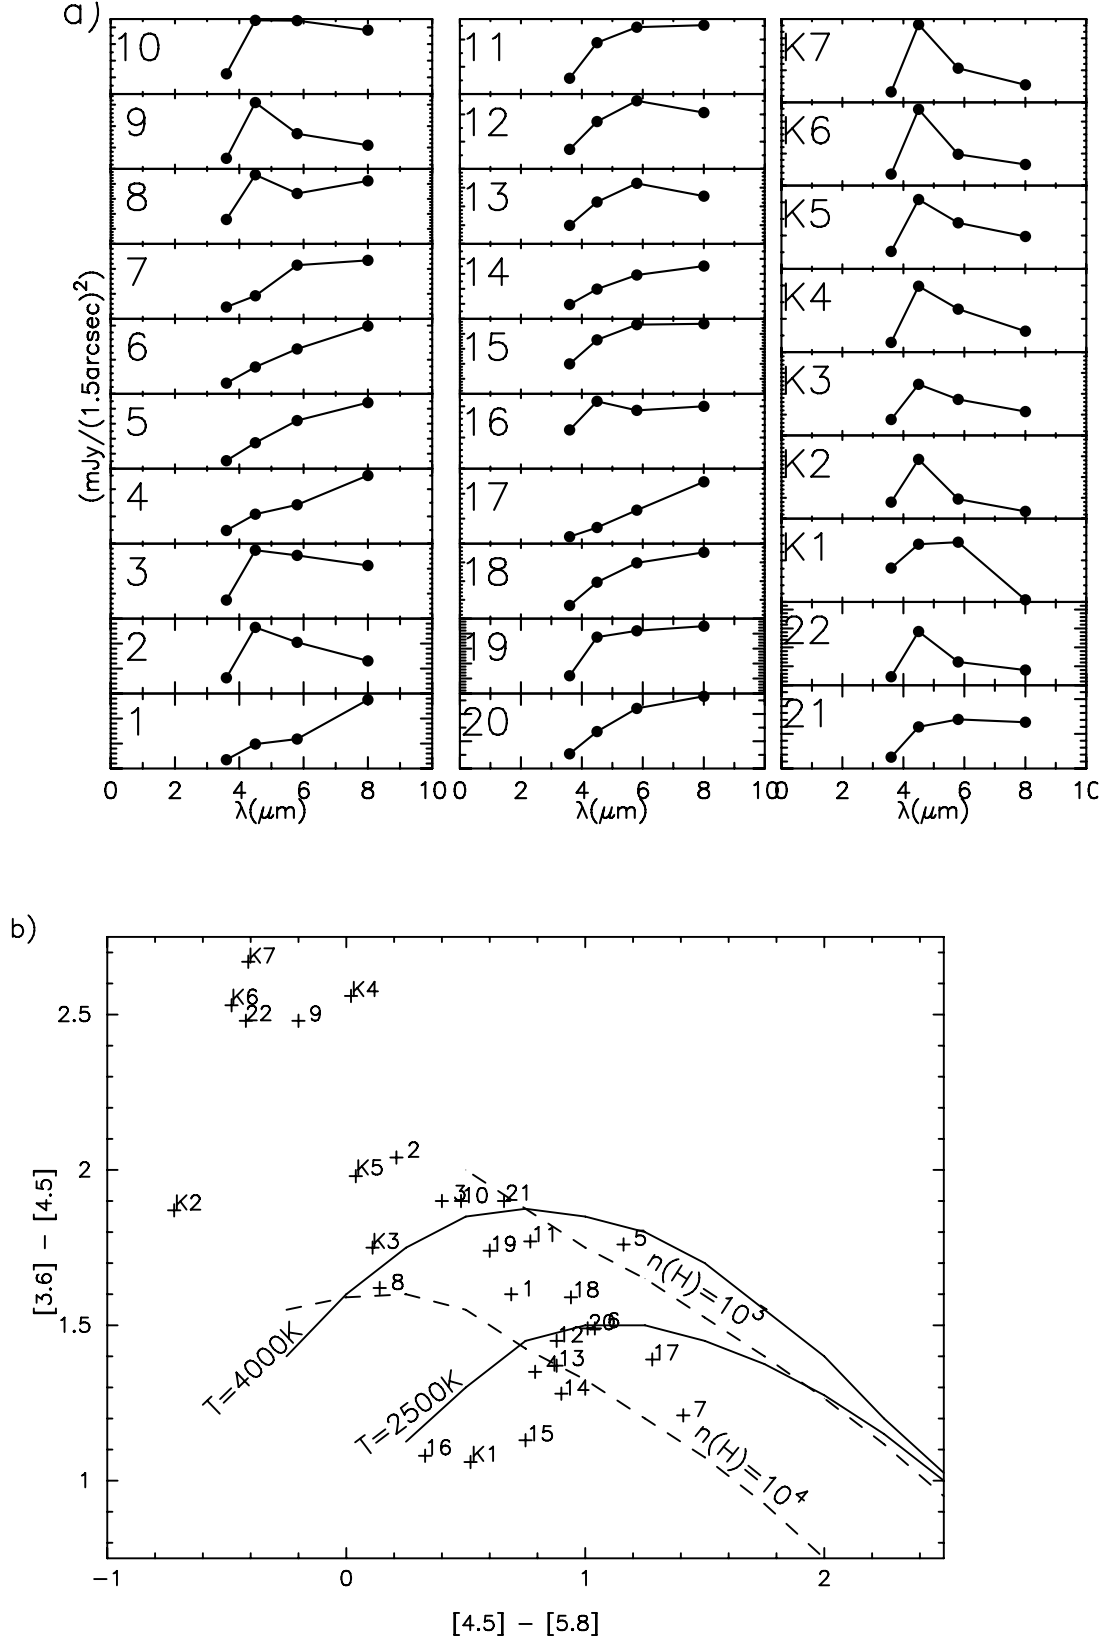 a)
10 11 K7
9 12 K6
8 13 K5
7 14 K4
6 15 K3
5 16 K2
4 17 K1
3 18 22
2 19 21
1 20
(mJy/(1.5arcsec)²)
0 2 4 6 8 10 0 2 4 6 8 10 0 2 4 6 8 10
λ(μm) λ(μm) λ(μm)
b)
K7
K6 K4
2.5 22 9
2
K5
2
K2
3 10 21
K3 19 11 5
8 1 18 n(H)=10³
1.5
12 20 6
T=4000K 4 13 17
T=2500K 14
7
16 K1 15 n(H)=10⁴
1
−1 0 1 2
[3.6] − [4.5]
[4.5] − [5.8]